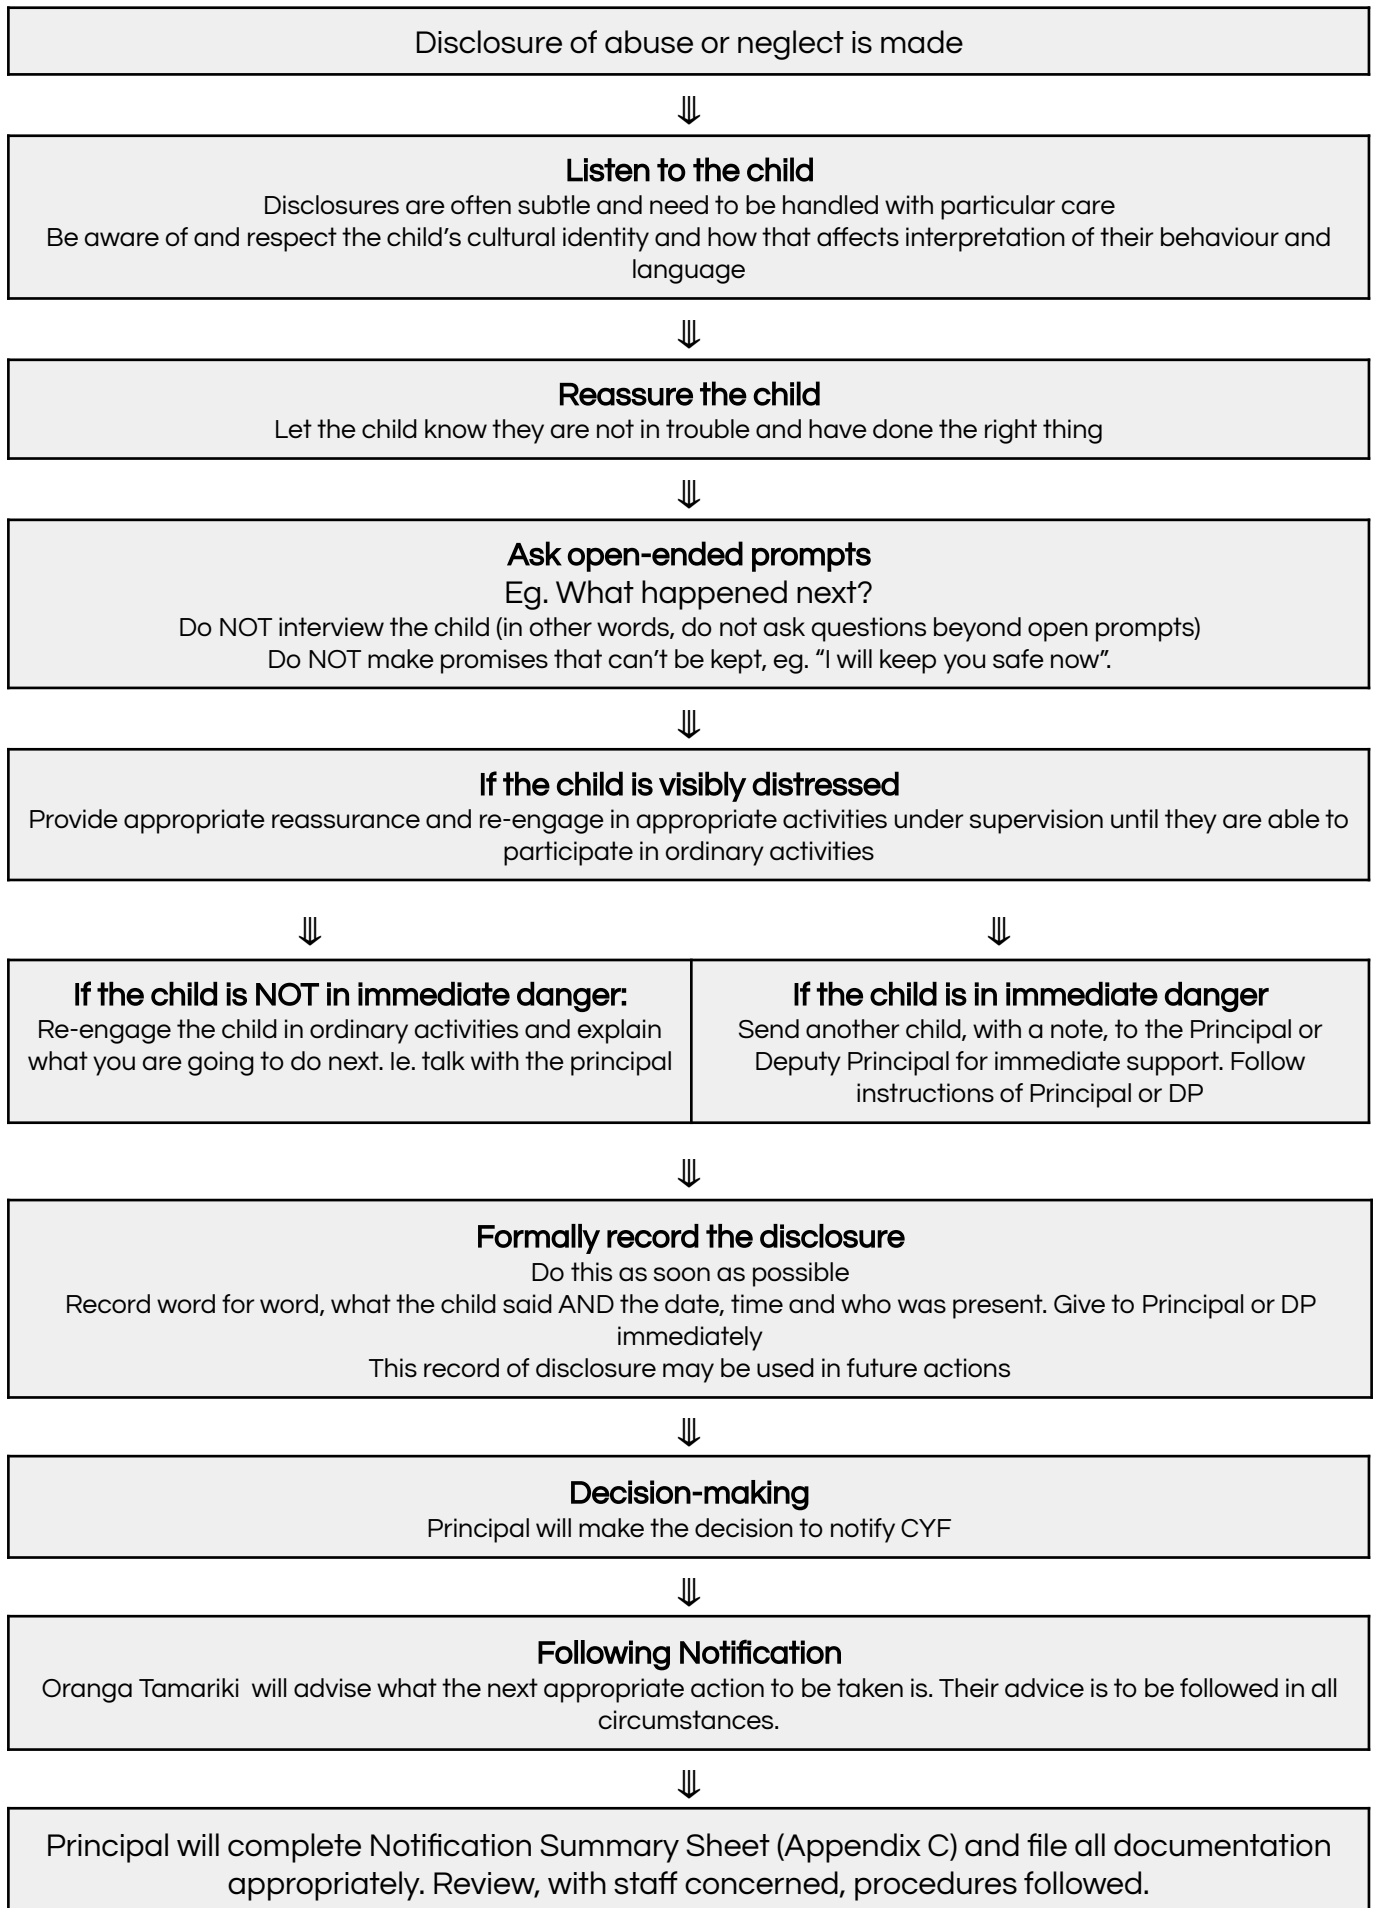 Disclosure of abuse or neglect is made
⇓
Listen to the child
Disclosures are often subtle and need to be handled with particular care
Be aware of and respect the child's cultural identity and how that affects interpretation of their behaviour and
language
⇓
Reassure the child
Let the child know they are not in trouble and have done the right thing
⇓
Ask open-ended prompts
Eg. What happened next?
Do NOT interview the child (in other words, do not ask questions beyond open prompts)
Do NOT make promises that can't be kept, eg. “I will keep you safe now”.
⇓
If the child is visibly distressed
Provide appropriate reassurance and re-engage in appropriate activities under supervision until they are able to
participate in ordinary activities
⇓ ⇓
If the child is NOT in immediate danger:
Re-engage the child in ordinary activities and explain
what you are going to do next. Ie. talk with the principal
If the child is in immediate danger
Send another child, with a note, to the Principal or
Deputy Principal for immediate support. Follow
instructions of Principal or DP
⇓
Formally record the disclosure
Do this as soon as possible
Record word for word, what the child said AND the date, time and who was present. Give to Principal or DP
immediately
This record of disclosure may be used in future actions
⇓
Decision-making
Principal will make the decision to notify CYF
⇓
Following Notification
Oranga Tamariki  will advise what the next appropriate action to be taken is. Their advice is to be followed in all
circumstances.
⇓
Principal will complete Notification Summary Sheet (Appendix C) and file all documentation
appropriately. Review, with staff concerned, procedures followed.